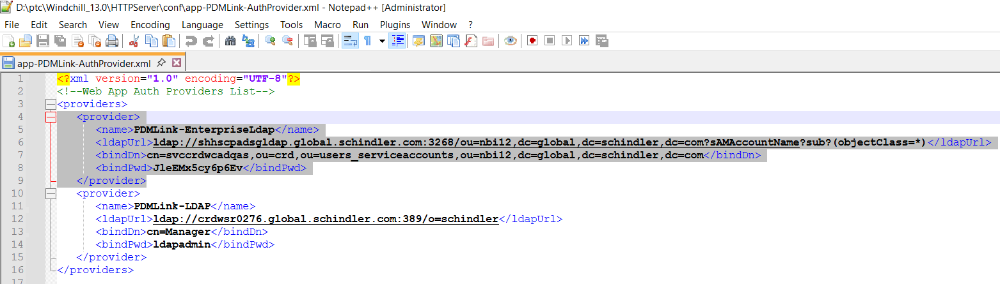 D:\ptc\Windchill_13.0\HTTPServer\conf\app-PDMLink-AuthProvider.xml - Notepad++ [Administrator]
File Edit Search View Encoding Language Settings Tools Macro Run Plugins Window ?
app-PDMLink-AuthProvider.xml
1 <?xml version="1.0" encoding="UTF-8"?>
2 <!--Web App Auth Providers List-->
3 <providers>
4 <provider>
5 <name>PDMLink-EnterpriseLdap</name>
6 <ldapUrl>ldap://shhscpadsgldap.global.schindler.com:3268/ou=nbi12,dc=global,dc=schindler,dc=com?sAMAccountName?sub?(objectClass=*)</ldapUrl>
7 <bindDn>cn=svccrdwcadqas,ou=crd,ou=users_serviceaccounts,ou=nbi12,dc=global,dc=schindler,dc=com</bindDn>
8 <bindPwd>JleEMx5cy6p6Ev</bindPwd>
9 </provider>
10 <provider>
11 <name>PDMLink-LDAP</name>
12 <ldapUrl>ldap://crdwsr0276.global.schindler.com:389/o=schindler</ldapUrl>
13 <bindDn>cn=Manager</bindDn>
14 <bindPwd>ldapadmin</bindPwd>
15 </provider>
16 </providers>
17